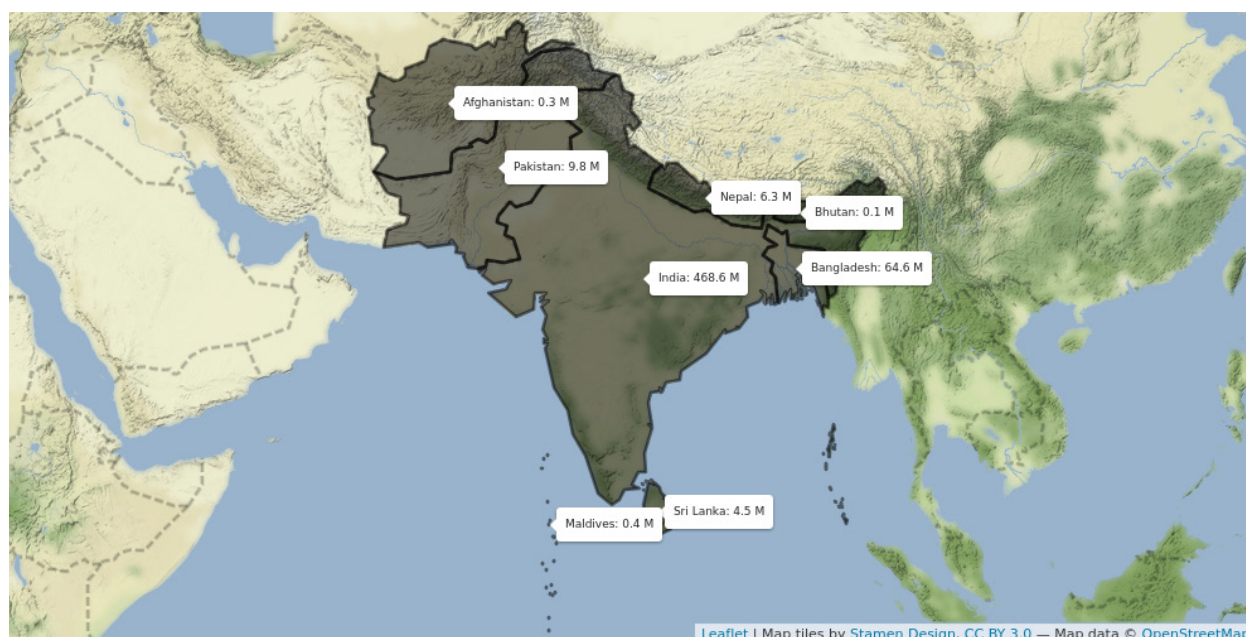 Afghanistan: 0.3 M
Pakistan: 9.8 M
Nepal: 6.3 M
Bhutan: 0.1 M
Bangladesh: 64.6 M
India: 468.6 M
Sri Lanka: 4.5 M
Maldives: 0.4 M
Leaflet | Map tiles by Stamen Design, CC BY 3.0 — Map data © OpenStreetMap